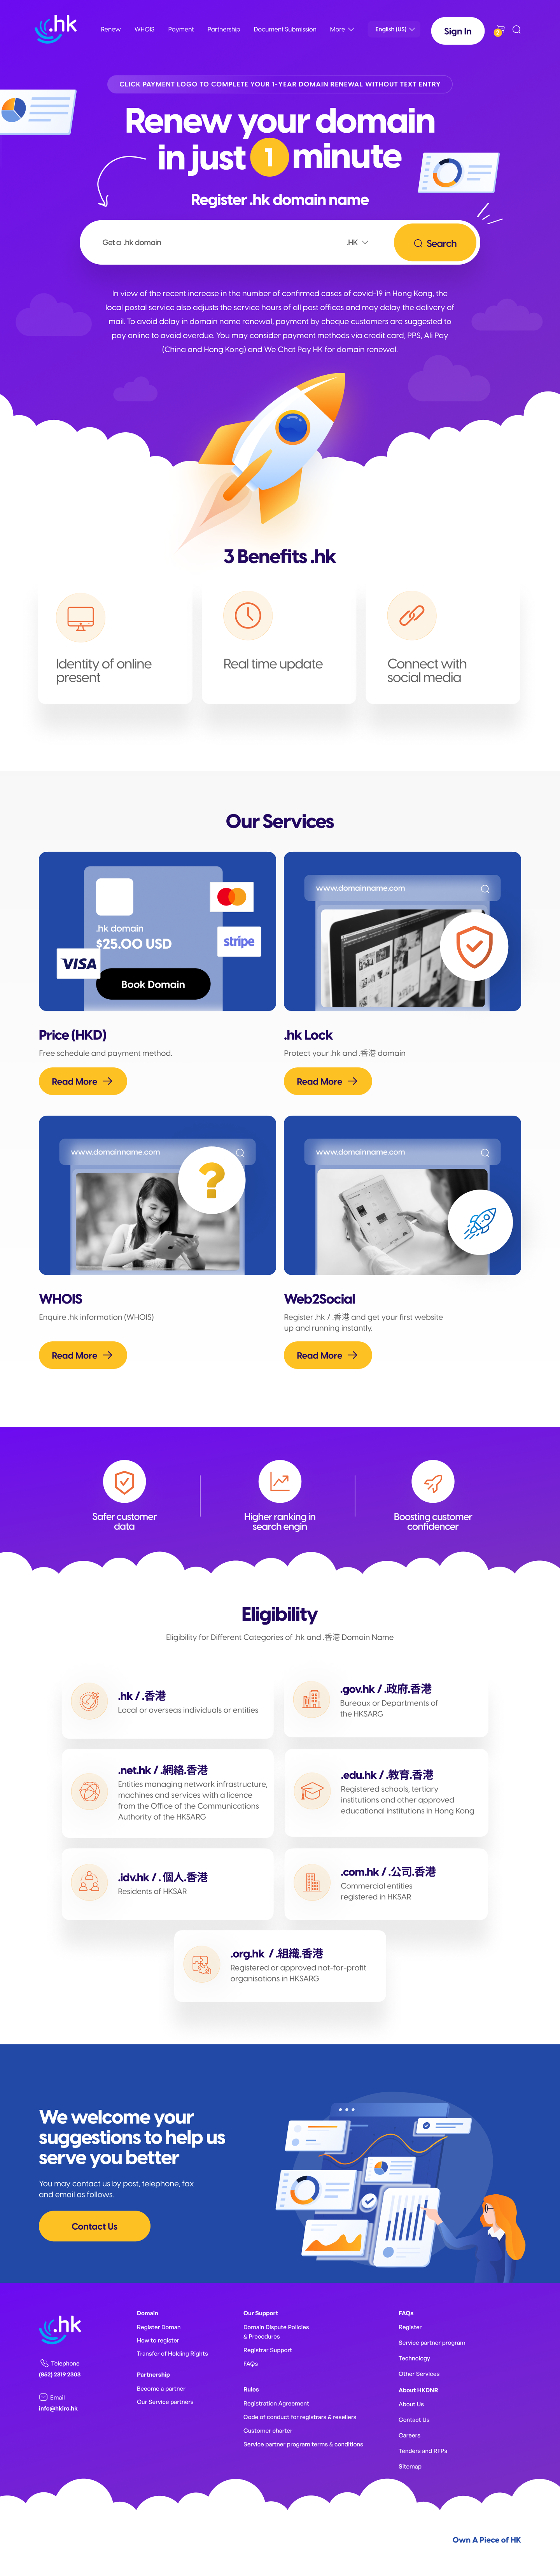 .hk
Renew WHOIS Payment Partnership Document Submission More English (US) Sign In
CLICK PAYMENT LOGO TO COMPLETE YOUR 1-YEAR DOMAIN RENEWAL WITHOUT TEXT ENTRY
Renew your domain
in just 1 minute
Register .hk domain name
Get a .hk domain .HK Search
In view of the recent increase in the number of confirmed cases of covid-19 in Hong Kong, the
local postal service also adjusts the service hours of all post offices and may delay the delivery of
mail. To avoid delay in domain name renewal, payment by cheque customers are suggested to
pay online to avoid overdue. You may consider payment methods via credit card, PPS, Ali Pay
(China and Hong Kong) and We Chat Pay HK for domain renewal.
3 Benefits .hk
Identity of online
present
Real time update
Connect with
social media
Our Services
.hk domain
$25.00 USD
stripe
VISA
Book Domain
www.domainname.com
Price (HKD)
Free schedule and payment method.
Read More
.hk Lock
Protect your .hk and .香港 domain
Read More
www.domainname.com
?
www.domainname.com
WHOIS
Enquire .hk information (WHOIS)
Read More
Web2Social
Register .hk / .香港 and get your first website
up and running instantly.
Read More
Safer customer
data
Higher ranking in
search engin
Boosting customer
confidencer
Eligibility
Eligibility for Different Categories of .hk and .香港 Domain Name
.hk / .香港
Local or overseas individuals or entities
.gov.hk / .政府.香港
Bureaux or Departments of
the HKSARG
.net.hk / .網絡.香港
Entities managing network infrastructure,
machines and services with a licence
from the Office of the Communications
Authority of the HKSARG
.edu.hk / .教育.香港
Registered schools, tertiary
institutions and other approved
educational institutions in Hong Kong
.idv.hk / . 個人.香港
Residents of HKSAR
.com.hk / .公司.香港
Commercial entities
registered in HKSAR
.org.hk / .組織.香港
Registered or approved not-for-profit
organisations in HKSARG
We welcome your
suggestions to help us
serve you better
You may contact us by post, telephone, fax
and email as follows.
Contact Us
.hk
Telephone
(852) 2319 2303
Email
info@hkirc.hk
Domain
Register Doman
How to register
Transfer of Holding Rights
Partnership
Become a partner
Our Service partners
Our Support
Domain Dispute Policies
& Precedures
Registrar Support
FAQs
Rules
Registration Agreement
Code of conduct for registrars & resellers
Customer charter
Service partner program terms & conditions
FAQs
Register
Service partner program
Technology
Other Services
About HKDNR
About Us
Contact Us
Careers
Tenders and RFPs
Sitemap
Own A Piece of HK